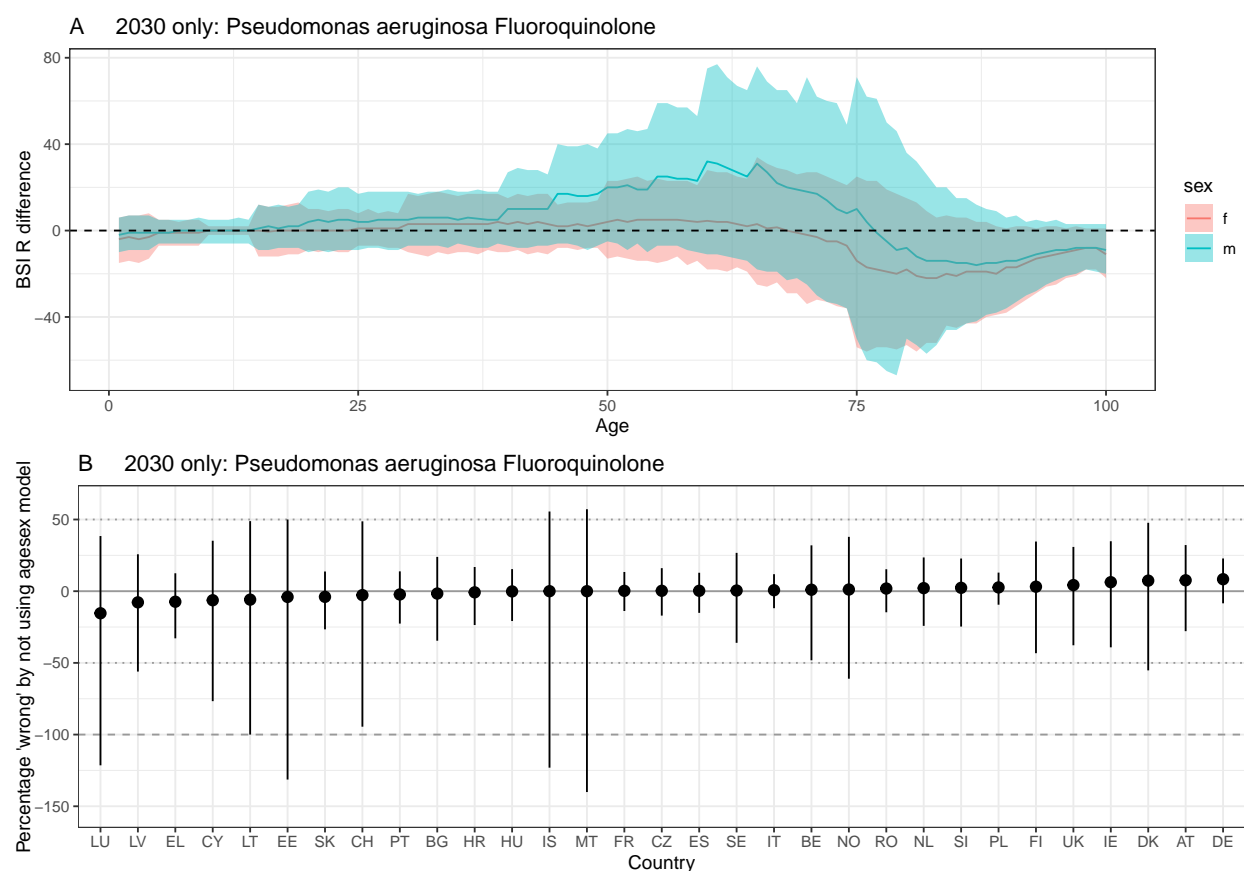 A 2030 only: Pseudomonas aeruginosa Fluoroquinolone
80
40
0
−40
BSI R difference
0 25 50 75 100
Age
sex
f
m
B 2030 only: Pseudomonas aeruginosa Fluoroquinolone
50
0
−50
−100
−150
Percentage 'wrong' by not using agesex model
LU LV EL CY LT EE SK CH PT BG HR HU IS MT FR CZ ES SE IT BE NO RO NL SI PL FI UK IE DK AT DE
Country